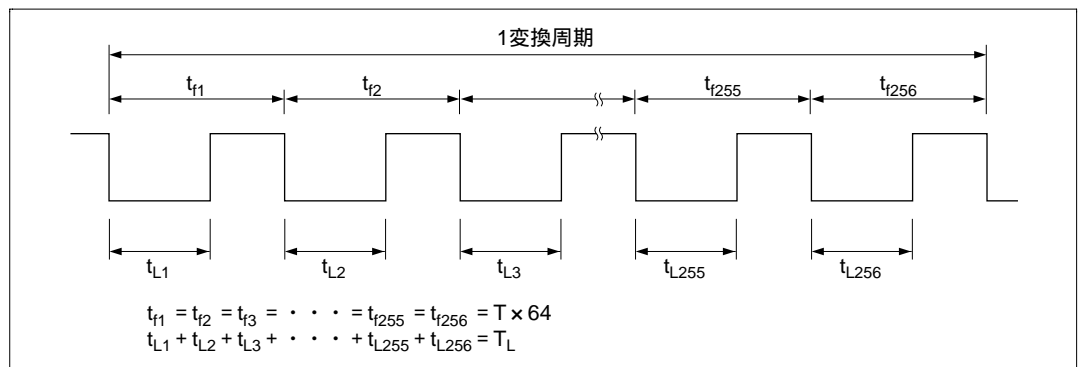 1変換周期
tf1 tf2 tf255 tf256
tL1 tL2 tL3 tL255 tL256
tf1 = tf2 = tf3 = ・・・ = tf255 = tf256 = T × 64
tL1 + tL2 + tL3 + ・・・ + tL255 + tL256 = TL